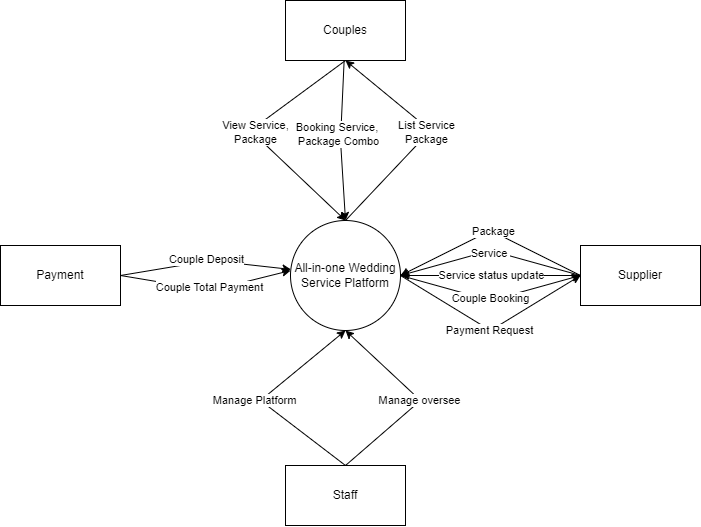 Couples
View Service,
Package
Booking Service,
Package Combo
List Service
Package
Payment
Couple Deposit
Couple Total Payment
All-in-one Wedding
Service Platform
Package
Service
Service status update
Couple Booking
Payment Request
Supplier
Manage Platform
Manage oversee
Staff